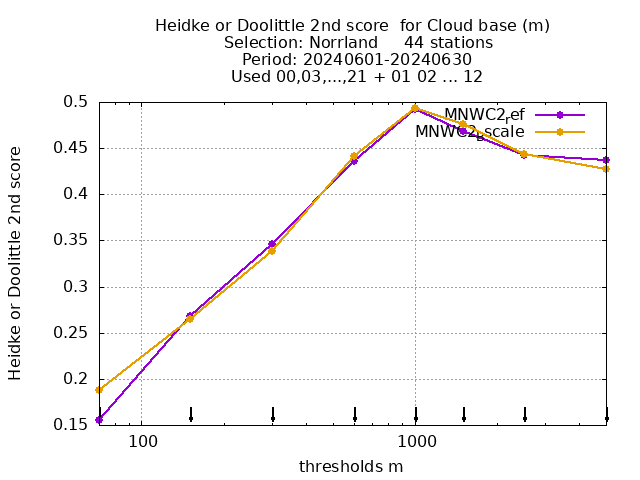 Heidke or Doolittle 2nd score  for Cloud base (m)
Selection: Norrland     44 stations
Period: 20240601-20240630
Used 00,03,...,21 + 01 02 ... 12
MNWC2ref
MNWC2pscale
Heidke or Doolittle 2nd score
0.5
0.45
0.4
0.35
0.3
0.25
0.2
0.15
100 1000
thresholds m